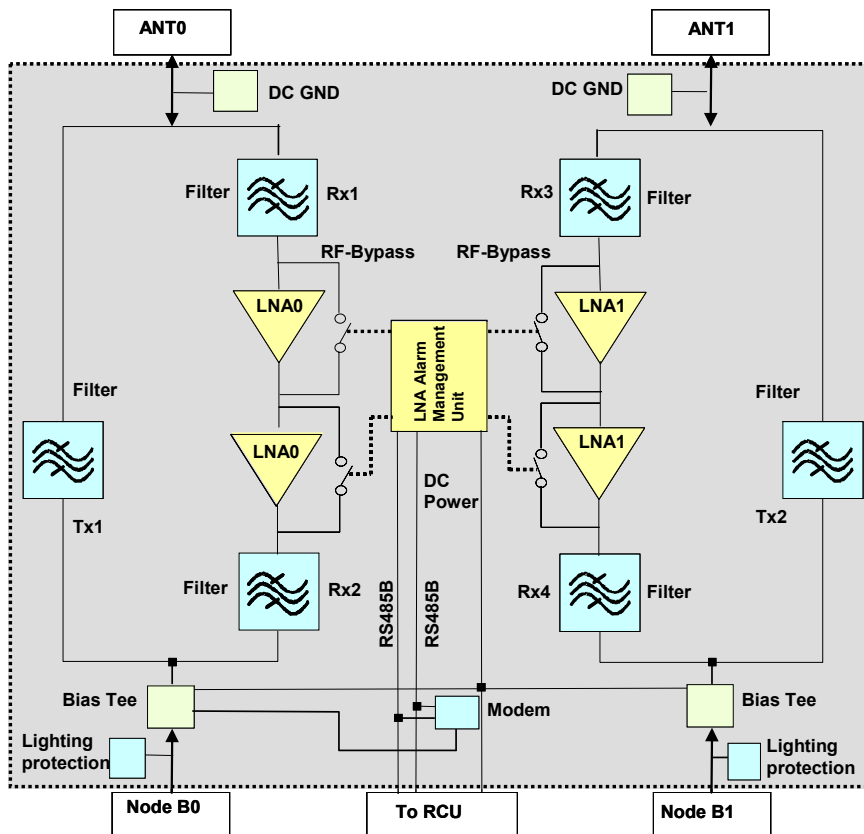 ANT0
ANT1
DC GND
DC GND
Filter
Rx1
Rx3
Filter
RF-Bypass
RF-Bypass
LNA0
LNA1
LNA Alarm
Management
Unit
Filter
Filter
LNA0
LNA1
DC
Power
Tx1
Tx2
Filter
Rx2
Rx4
Filter
RS485B
RS485B
Bias Tee
Modem
Bias Tee
Lighting
protection
Lighting
protection
Node B0
To RCU
Node B1